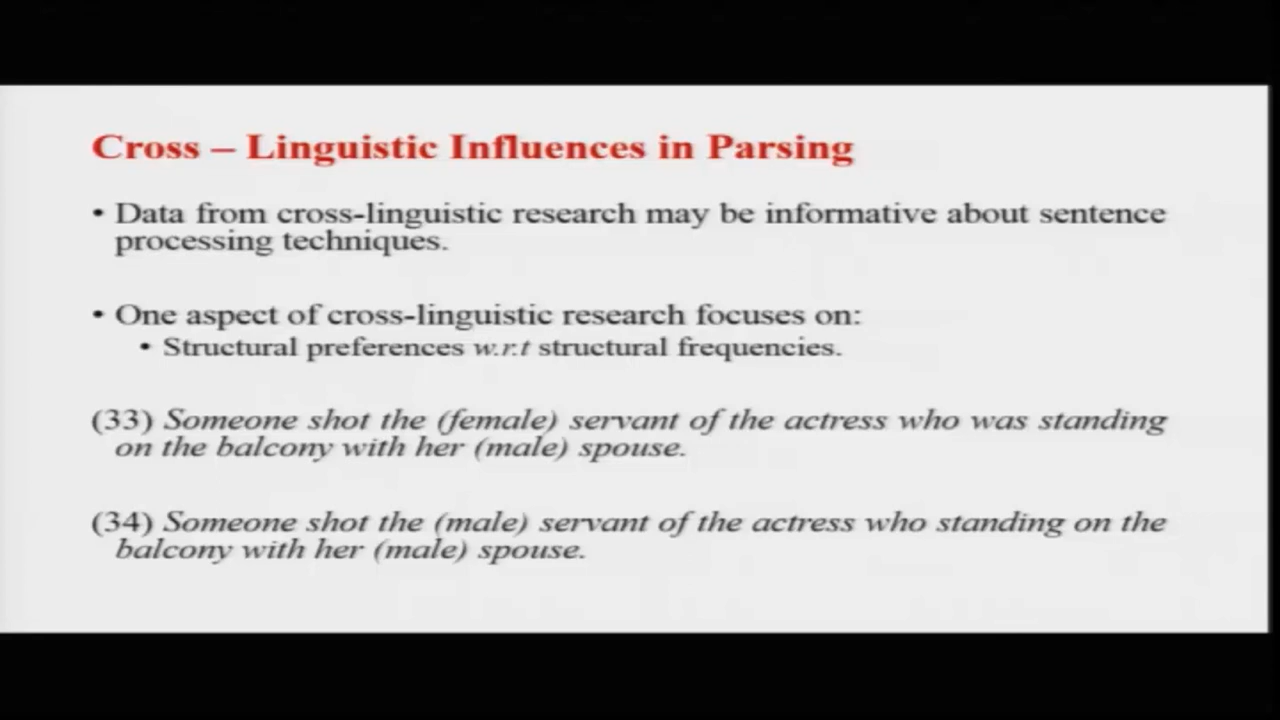 Cross – Linguistic Influences in Parsing
• Data from cross-linguistic research may be informative about sentence
processing techniques.
• One aspect of cross-linguistic research focuses on:
• Structural preferences w.r.t structural frequencies.
(33) Someone shot the (female) servant of the actress who was standing
on the balcony with her (male) spouse.
(34) Someone shot the (male) servant of the actress who standing on the
balcony with her (male) spouse.